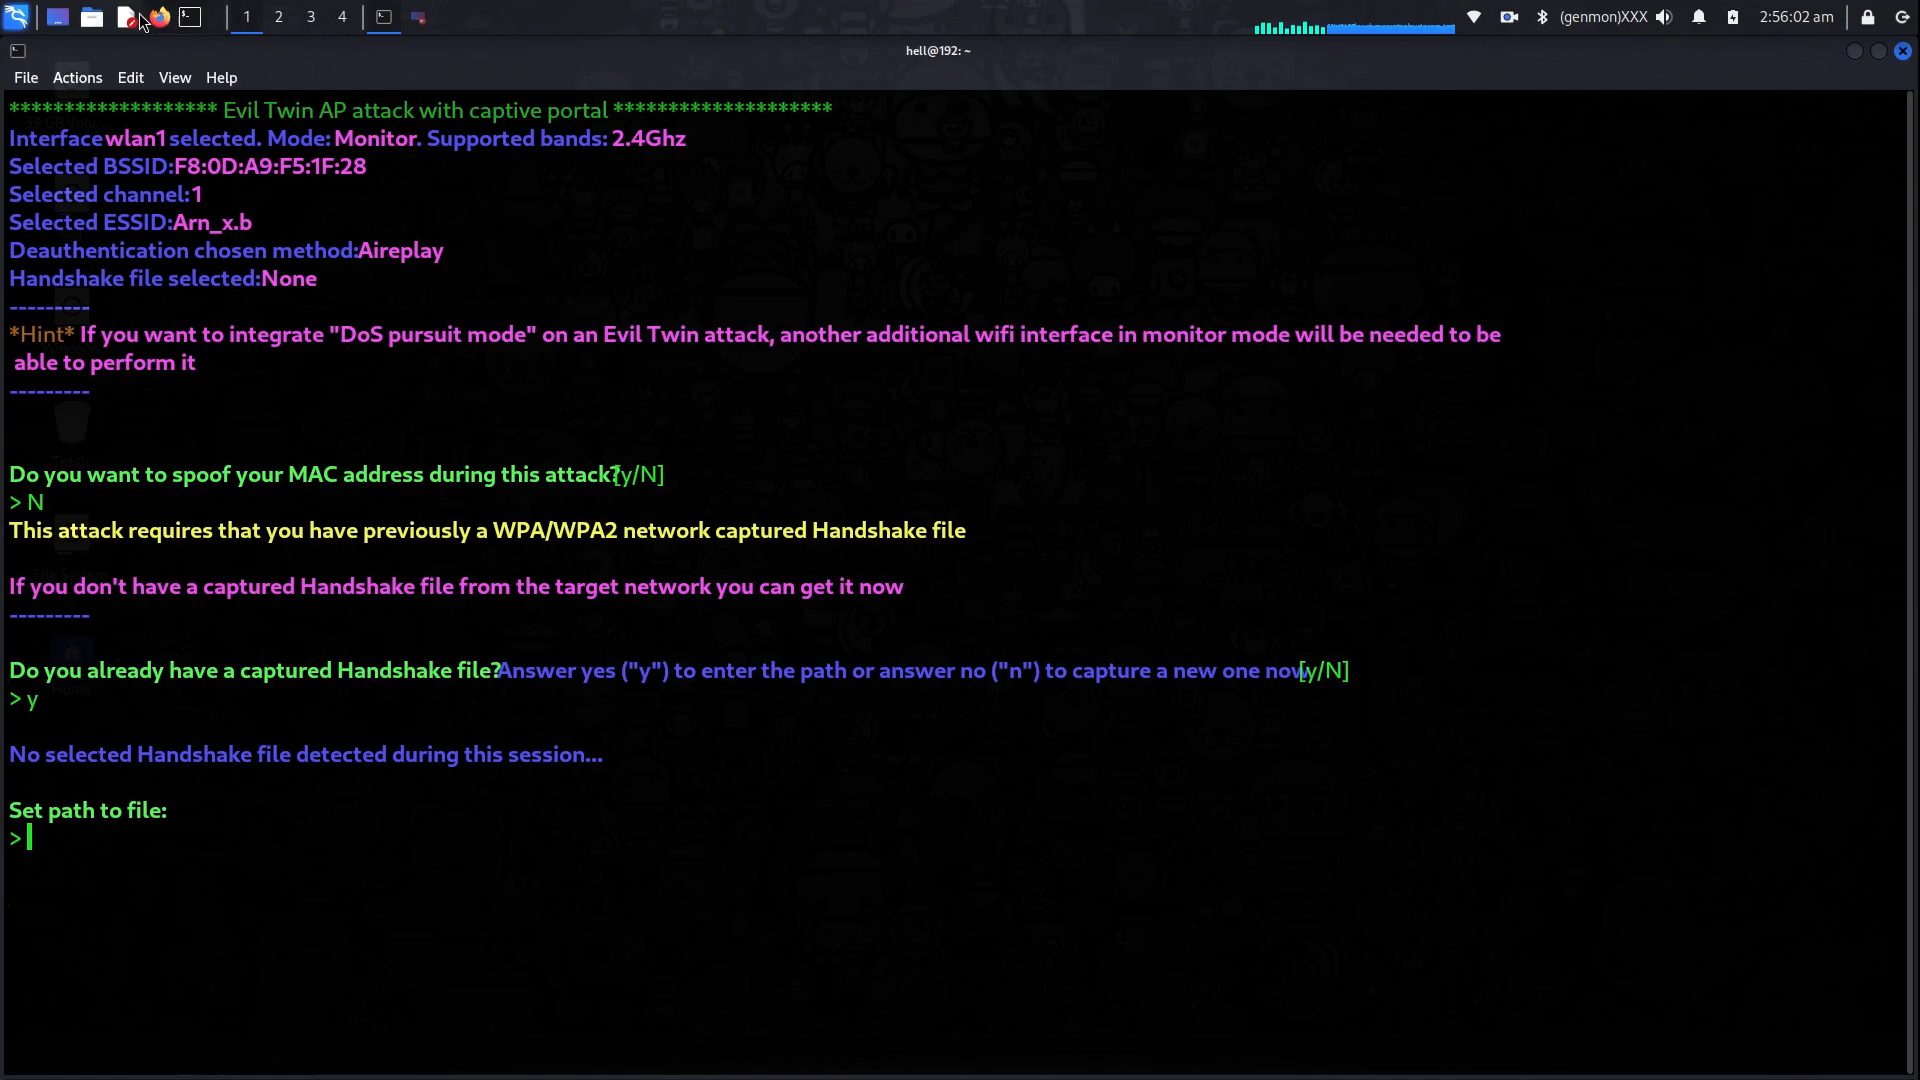 1 2 3 4 (genmon)XXX 2:56:02 am
hell@192: ~
File Actions Edit View Help
******************* Evil Twin AP attack with captive portal ********************
Interface wlan1 selected. Mode: Monitor. Supported bands: 2.4Ghz
Selected BSSID: F8:0D:A9:F5:1F:28
Selected channel: 1
Selected ESSID: Arn_x.b
Deauthentication chosen method: Aireplay
Handshake file selected: None
---------
*Hint* If you want to integrate "DoS pursuit mode" on an Evil Twin attack, another additional wifi interface in monitor mode will be needed to be
able to perform it
---------
Do you want to spoof your MAC address during this attack? [y/N]
> N
This attack requires that you have previously a WPA/WPA2 network captured Handshake file
If you don't have a captured Handshake file from the target network you can get it now
---------
Do you already have a captured Handshake file? Answer yes ("y") to enter the path or answer no ("n") to capture a new one now [y/N]
> y
No selected Handshake file detected during this session...
Set path to file:
>